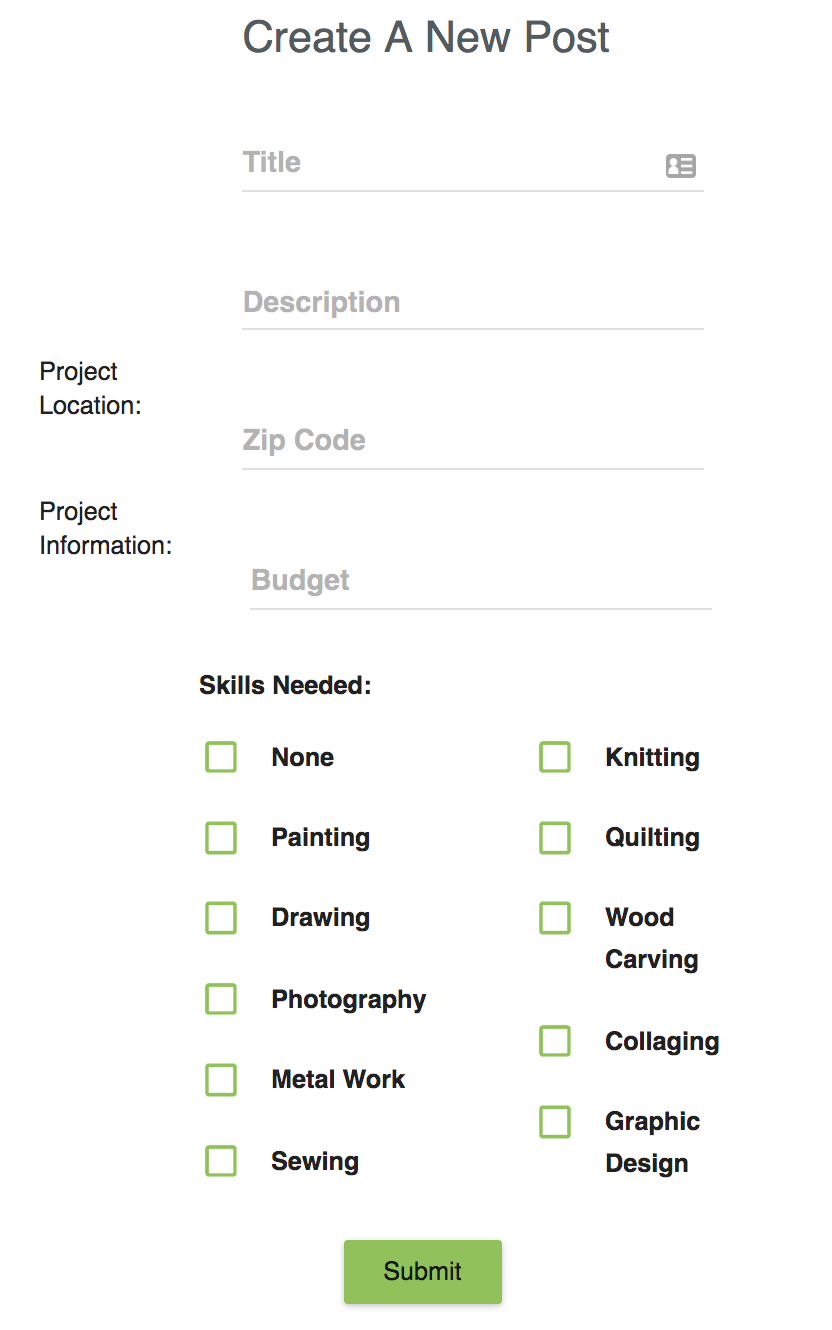 Create A New Post
Title
Description
Project
Location:
Zip Code
Project
Information:
Budget
Skills Needed:
None
Painting
Drawing
Photography
Metal Work
Sewing
Knitting
Quilting
Wood
Carving
Collaging
Graphic
Design
Submit